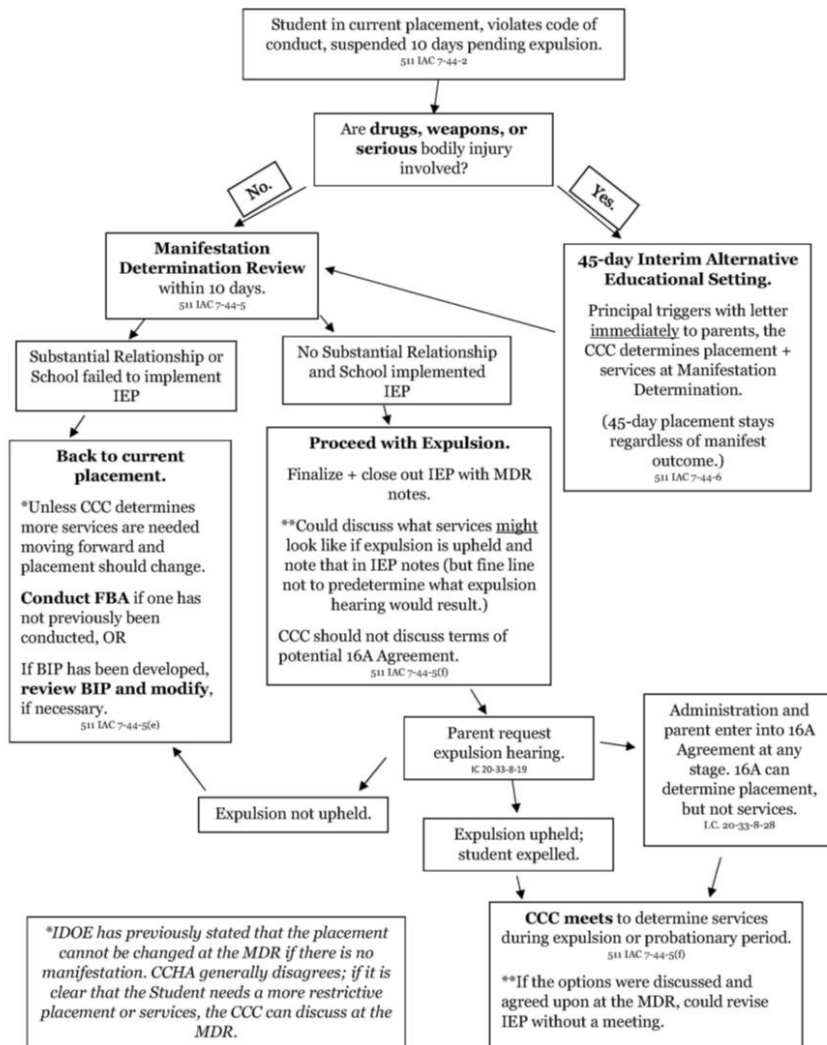 Student in current placement, violates code of
conduct, suspended 10 days pending expulsion.
511 IAC 7-44-2
Are drugs, weapons, or
serious bodily injury
involved?
No.
Yes.
Manifestation
Determination Review
within 10 days.
511 IAC 7-44-5
45-day Interim Alternative
Educational Setting.
Principal triggers with letter
immediately to parents, the
CCC determines placement +
services at Manifestation
Determination.
(45-day placement stays
regardless of manifest
outcome.)
511 IAC 7-44-6
Substantial Relationship or
School failed to implement
IEP
No Substantial Relationship
and School implemented
IEP
Back to current
placement.
*Unless CCC determines
more services are needed
moving forward and
placement should change.
Conduct FBA if one has
not previously been
conducted, OR
If BIP has been developed,
review BIP and modify,
if necessary.
511 IAC 7-44-5(e)
Proceed with Expulsion.
Finalize + close out IEP with MDR
notes.
**Could discuss what services might
look like if expulsion is upheld and
note that in IEP notes (but fine line
not to predetermine what expulsion
hearing would result.)
CCC should not discuss terms of
potential 16A Agreement.
511 IAC 7-44-5(f)
Parent request
expulsion hearing.
IC 20-33-8-19
Administration and
parent enter into 16A
Agreement at any
stage. 16A can
determine placement,
but not services.
I.C. 20-33-8-28
Expulsion not upheld.
Expulsion upheld;
student expelled.
*IDOE has previously stated that the placement
cannot be changed at the MDR if there is no
manifestation. CCHA generally disagrees; if it is
clear that the Student needs a more restrictive
placement or services, the CCC can discuss at the
MDR.
CCC meets to determine services
during expulsion or probationary period.
511 IAC 7-44-5(f)
**If the options were discussed and
agreed upon at the MDR, could revise
IEP without a meeting.